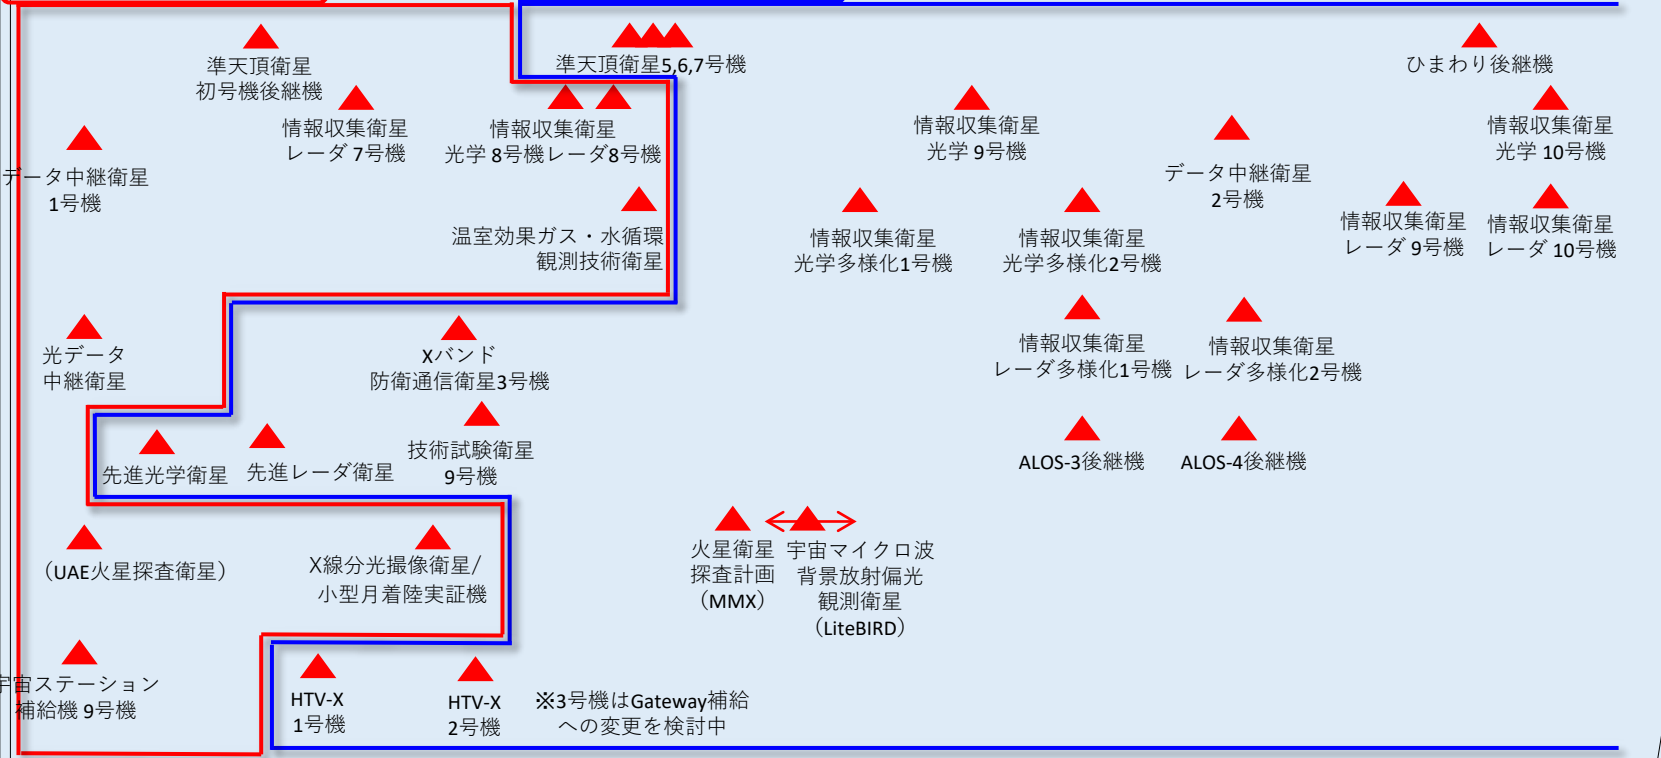 準天頂衛星
初号機後継機
準天頂衛星5,6,7号機
ひまわり後継機
データ中継衛星
1号機
情報収集衛星
レーダ 7号機
情報収集衛星
光学 8号機レーダ8号機
情報収集衛星
光学 9号機
データ中継衛星
2号機
情報収集衛星
光学 10号機
温室効果ガス・水循環
観測技術衛星
情報収集衛星
光学多様化1号機
情報収集衛星
光学多様化2号機
情報収集衛星
レーダ 9号機
情報収集衛星
レーダ 10号機
光データ
中継衛星
Xバンド
防衛通信衛星3号機
情報収集衛星
レーダ多様化1号機
情報収集衛星
レーダ多様化2号機
先進光学衛星
先進レーダ衛星
技術試験衛星
9号機
ALOS-3後継機
ALOS-4後継機
（UAE火星探査衛星）
X線分光撮像衛星/
小型月着陸実証機
火星衛星
探査計画
（MMX）
宇宙マイクロ波
背景放射偏光
観測衛星
（LiteBIRD）
宇宙ステーション
補給機 9号機
HTV-X
1号機
HTV-X
2号機
※3号機はGateway補給
への変更を検討中